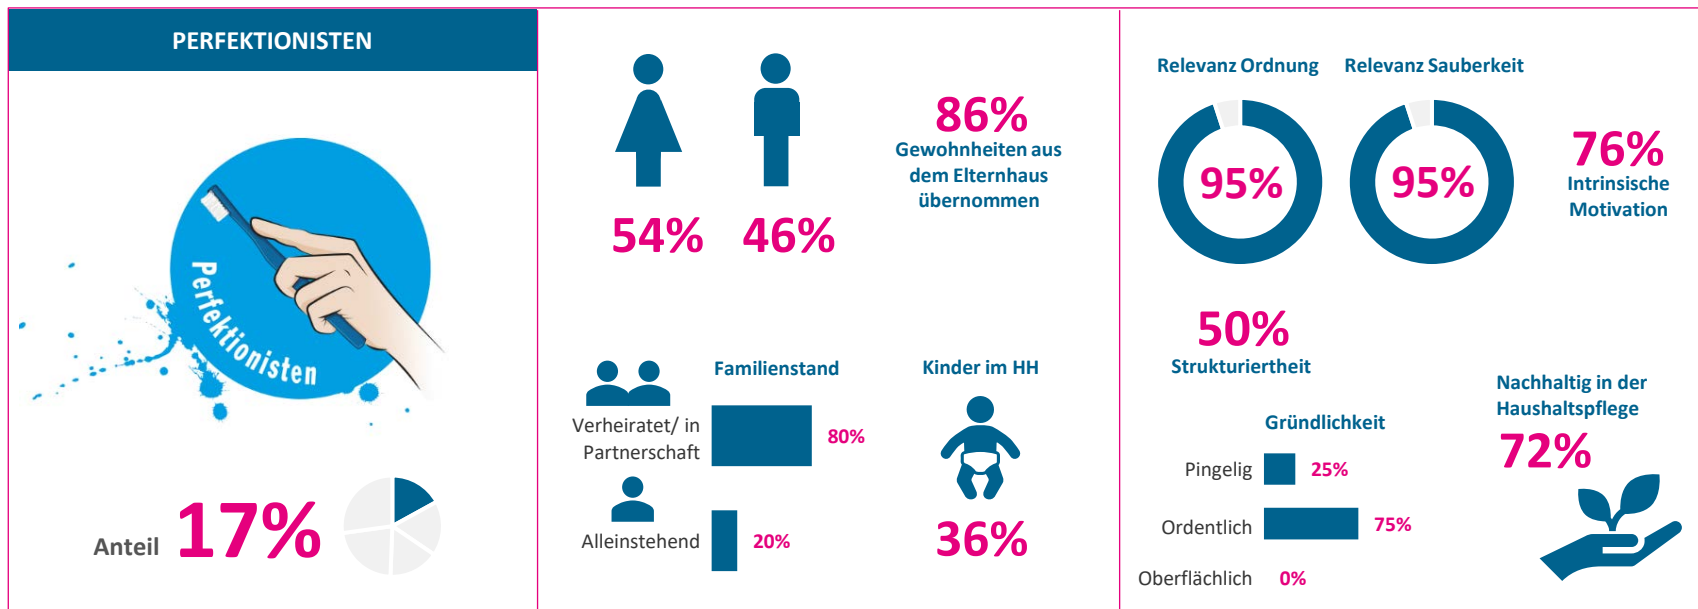 PERFEKTIONISTEN
Perfektionisten
Anteil 17%
54% 46%
86%
Gewohnheiten aus
dem Elternhaus
übernommen
Familienstand
Verheiratet/ in
Partnerschaft
80%
Alleinstehend
20%
Kinder im HH
36%
Relevanz Ordnung
95%
Relevanz Sauberkeit
95%
76%
Intrinsische
Motivation
50%
Strukturiertheit
Gründlichkeit
Pingelig 25%
Ordentlich 75%
Oberflächlich 0%
Nachhaltig in der
Haushaltspflege
72%